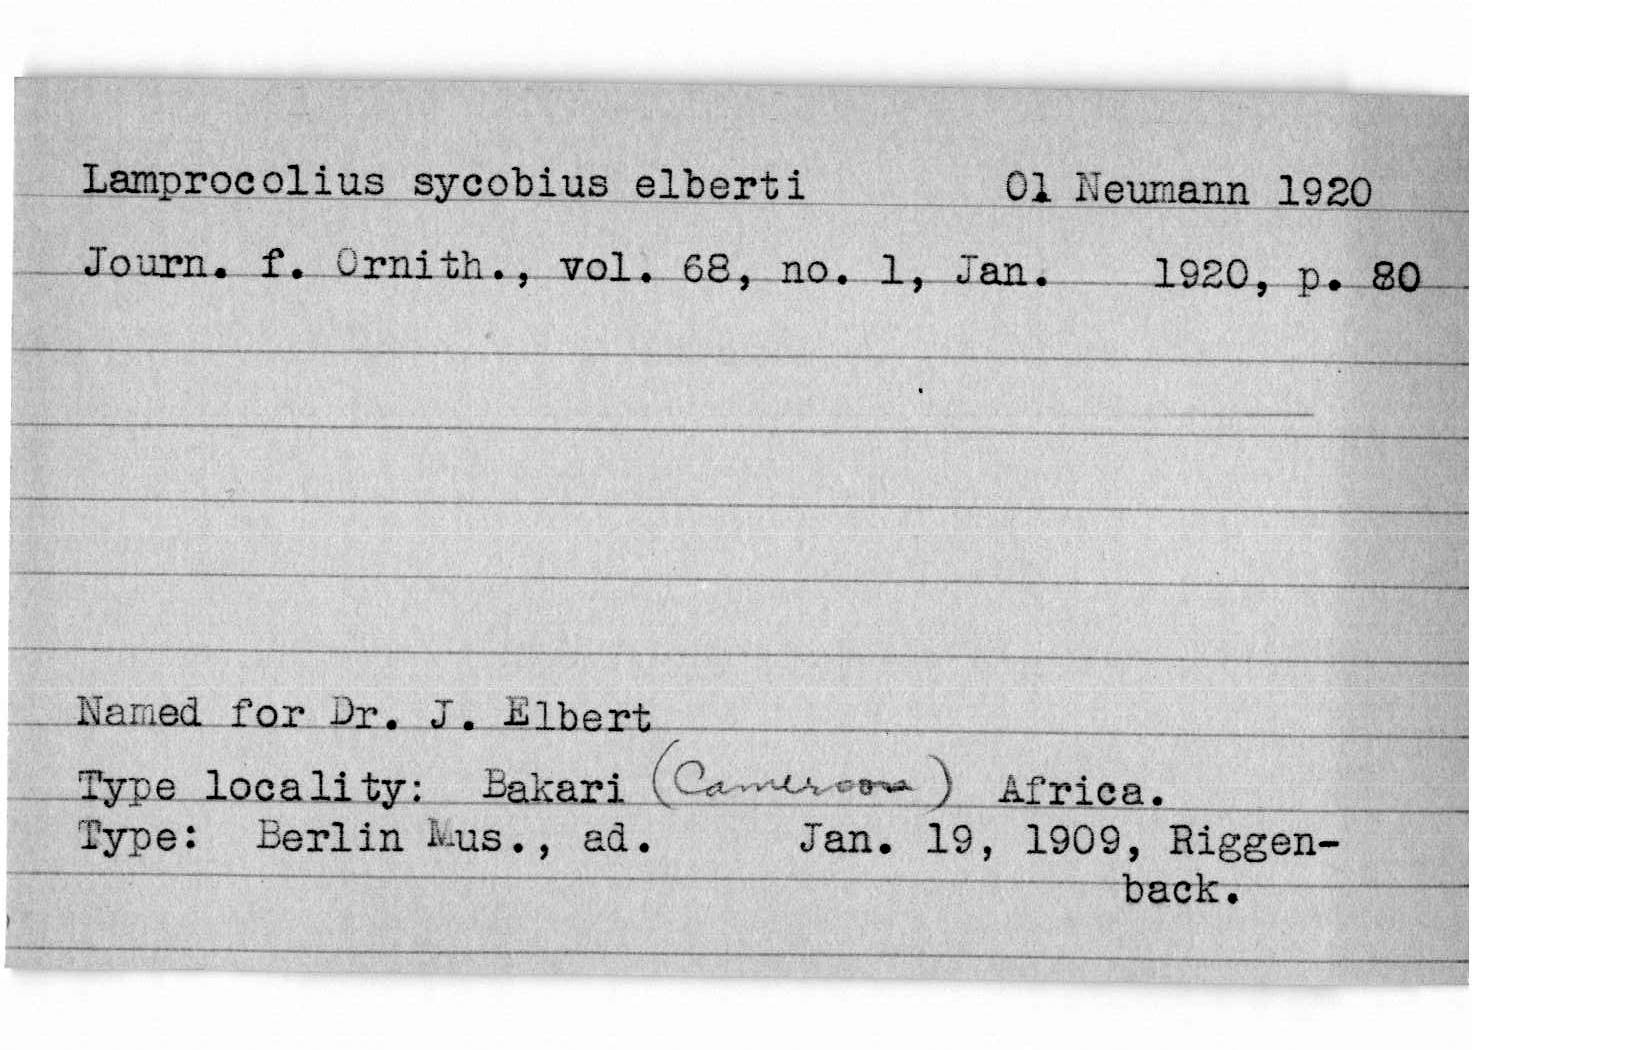 Lamprocolius sycobius elberti Ol Neumann 1920
Journ. f. Ornith., vol. 68, no. 1, Jan. 1920, p. 80
Named for Dr. J. Elbert
Type locality: Bakari (Cameroon) Africa.
Type: Berlin Mus., ad. Jan. 19, 1909, Riggen-
back.